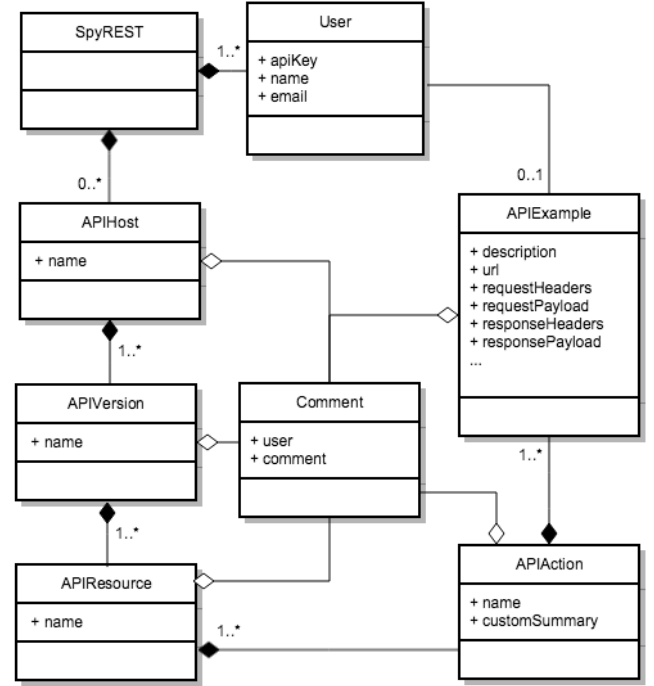 SpyREST
User
+ apiKey
+ name
+ email
1..*
0..*
0..1
APIHost
+ name
APIExample
+ description
+ url
+ requestHeaders
+ requestPayload
+ responseHeaders
+ responsePayload
...
1..*
APIVersion
+ name
Comment
+ user
+ comment
1..*
1..*
APIResource
+ name
1..*
APIAction
+ name
+ customSummary